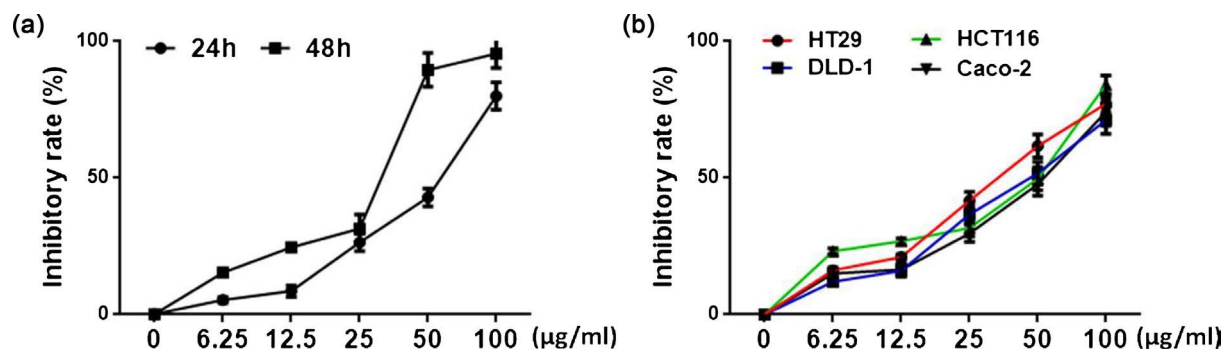 (a)
24h 48h
Inhibitory rate (%)
100
50
0
0 6.25 12.5 25 50 100 (μg/ml)
(b)
HT29 HCT116
DLD-1 Caco-2
Inhibitory rate (%)
100
50
0
0 6.25 12.5 25 50 100 (μg/ml)